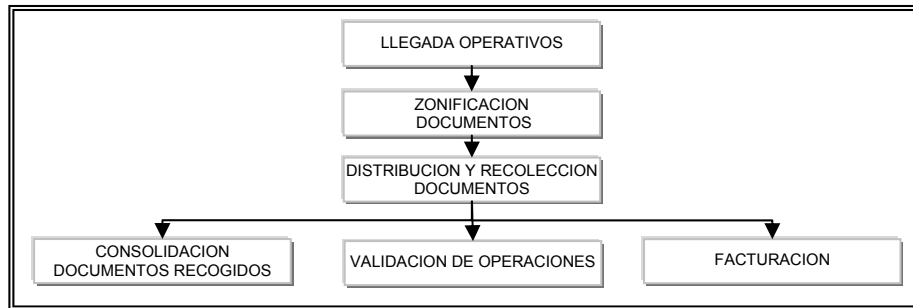 LLEGADA OPERATIVOS
ZONIFICACION
DOCUMENTOS
DISTRIBUCION Y RECOLECCION
DOCUMENTOS
CONSOLIDACION
DOCUMENTOS RECOGIDOS
VALIDACION DE OPERACIONES
FACTURACION